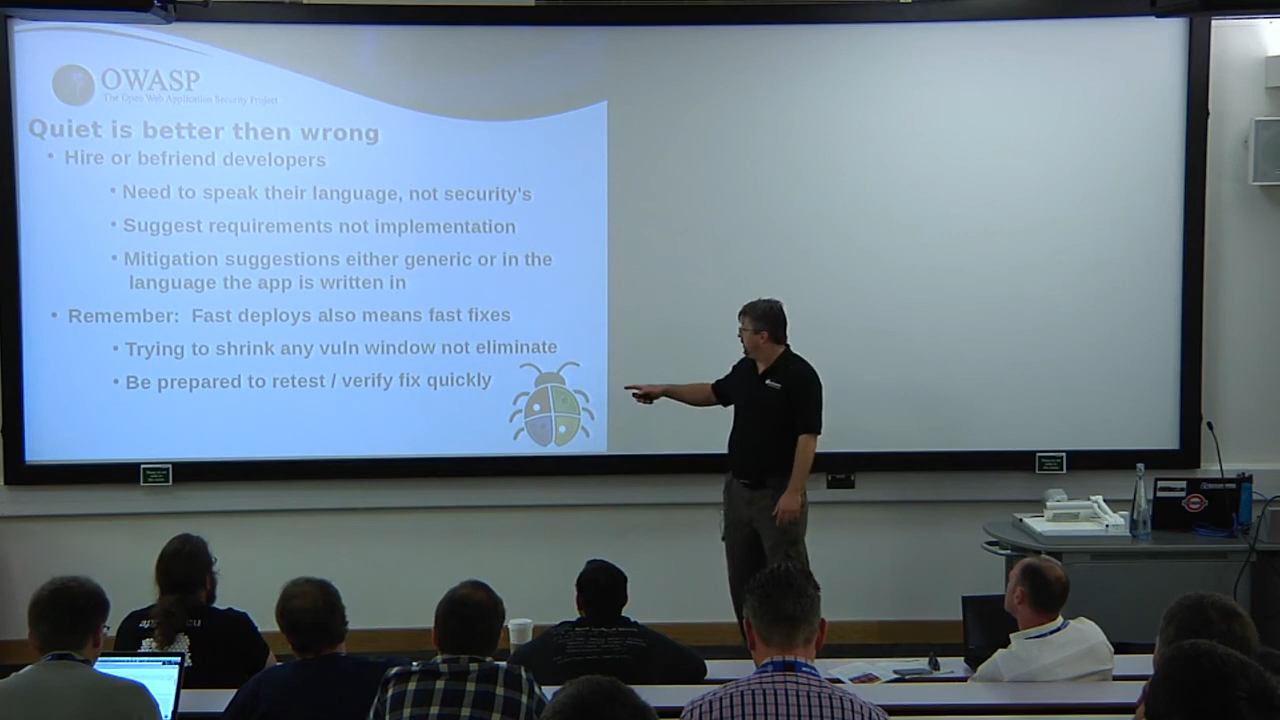 OWASP
The Open Web Application Security Project
Quiet is better then wrong
• Hire or befriend developers
• Need to speak their language, not security's
• Suggest requirements not implementation
• Mitigation suggestions either generic or in the
language the app is written in
• Remember: Fast deploys also means fast fixes
• Trying to shrink any vuln window not eliminate
• Be prepared to retest / verify fix quickly